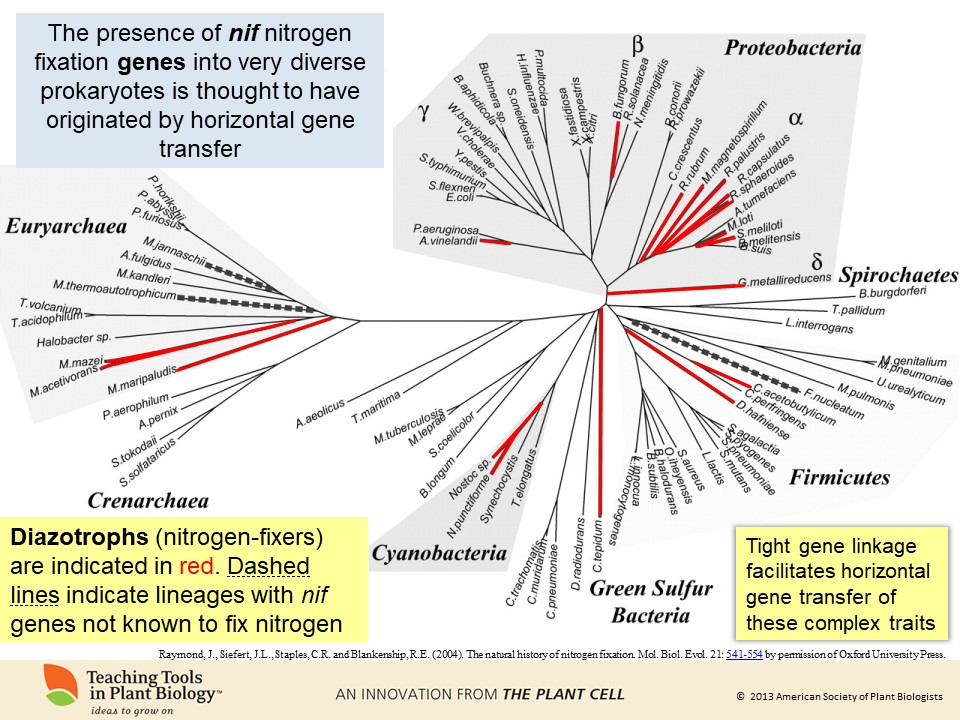 The presence of nif nitrogen
fixation genes into very diverse
prokaryotes is thought to have
originated by horizontal gene
transfer
Proteobacteria
β
γ
α
δ
B.aphidicola
Buchnera sp.
H.influenzae
P.multocida
S.oneidensis
W.brevipalpis
V.cholerae
Y.pestis
S.typhimurium
S.flexneri
E.coli
P.aeruginosa
A.vinelandii
X.fastidiosa
X.campestris
X.citri
B.fungorum
R.solanacea
N.meningitidis
R.conorii
R.prowazekii
C.crescentus
R.rubrum
M.magnetospirillum
R.palustris
R.capsulatus
R.sphaeroides
A.tumefaciens
M.loti
S.meliloti
B.melitensis
B.suis
G.metallireducens
Spirochaetes
B.burgdorferi
T.pallidum
L.interrogans
M.genitalium
M.pneumoniae
U.urealyticum
M.pulmonis
F.nucleatum
C.acetobutylicum
C.perfringens
D.hafniense
S.agalactia
S.pyogenes
S.pneumoniae
S.mutans
L.lactis
S.aureus
O.iheyensis
B.halodurans
B.subtilis
L.innocua
L.monocytogenes
Firmicutes
C.tepidum
Green Sulfur
Bacteria
D.radiodurans
C.pneumoniae
C.muridarum
C.trachomatis
T.elongatus
Synechocystis
N.punctiforme
Nostoc sp.
Cyanobacteria
B.longum
S.coelicolor
M.leprae
M.tuberculosis
T.maritima
A.aeolicus
Euryarchaea
P.horikshii
P.abyssi
P.furiosus
M.jannaschii
A.fulgidus
M.kandleri
M.thermoautotrophicum
T.volcanium
T.acidophilum
Halobacter sp.
M.mazei
M.acetivorans
M.maripaludis
P.aerophilum
A.pernix
S.tokodaii
S.solfataricus
Crenarchaea
Diazotrophs (nitrogen-fixers)
are indicated in red. Dashed
lines indicate lineages with nif
genes not known to fix nitrogen
Tight gene linkage
facilitates horizontal
gene transfer of
these complex traits
Raymond, J., Siefert, J.L., Staples, C.R. and Blankenship, R.E. (2004). The natural history of nitrogen fixation. Mol. Biol. Evol. 21: 541-554 by permission of Oxford University Press.
Teaching Tools
in Plant Biology™
ideas to grow on
AN INNOVATION FROM THE PLANT CELL
© 2013 American Society of Plant Biologists